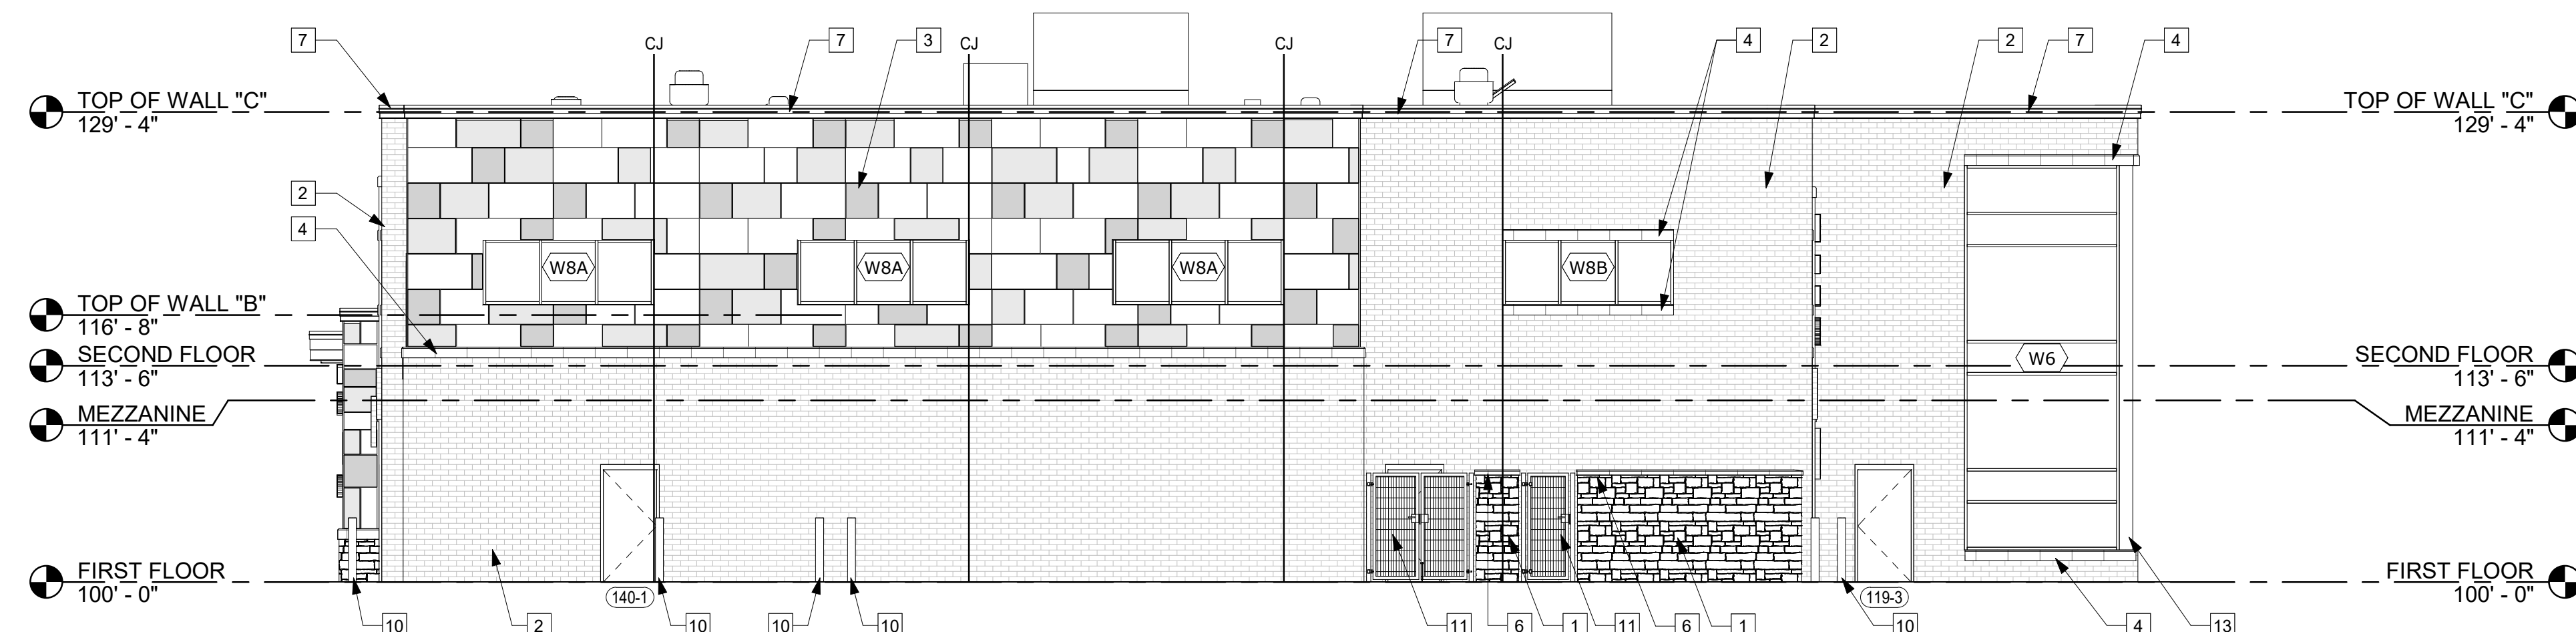 7
CJ
7
3
CJ
CJ
7
CJ
4
2
2
7
4
TOP OF WALL "C"
129' - 4"
TOP OF WALL "C"
129' - 4"
2
4
W8A
W8A
W8A
W8B
TOP OF WALL "B"
116' - 8"
SECOND FLOOR
113' - 6"
W6
SECOND FLOOR
113' - 6"
MEZZANINE
111' - 4"
MEZZANINE
111' - 4"
FIRST FLOOR
100' - 0"
FIRST FLOOR
100' - 0"
140-1
119-3
10
2
10
10
10
11
6
1
11
6
1
10
4
13